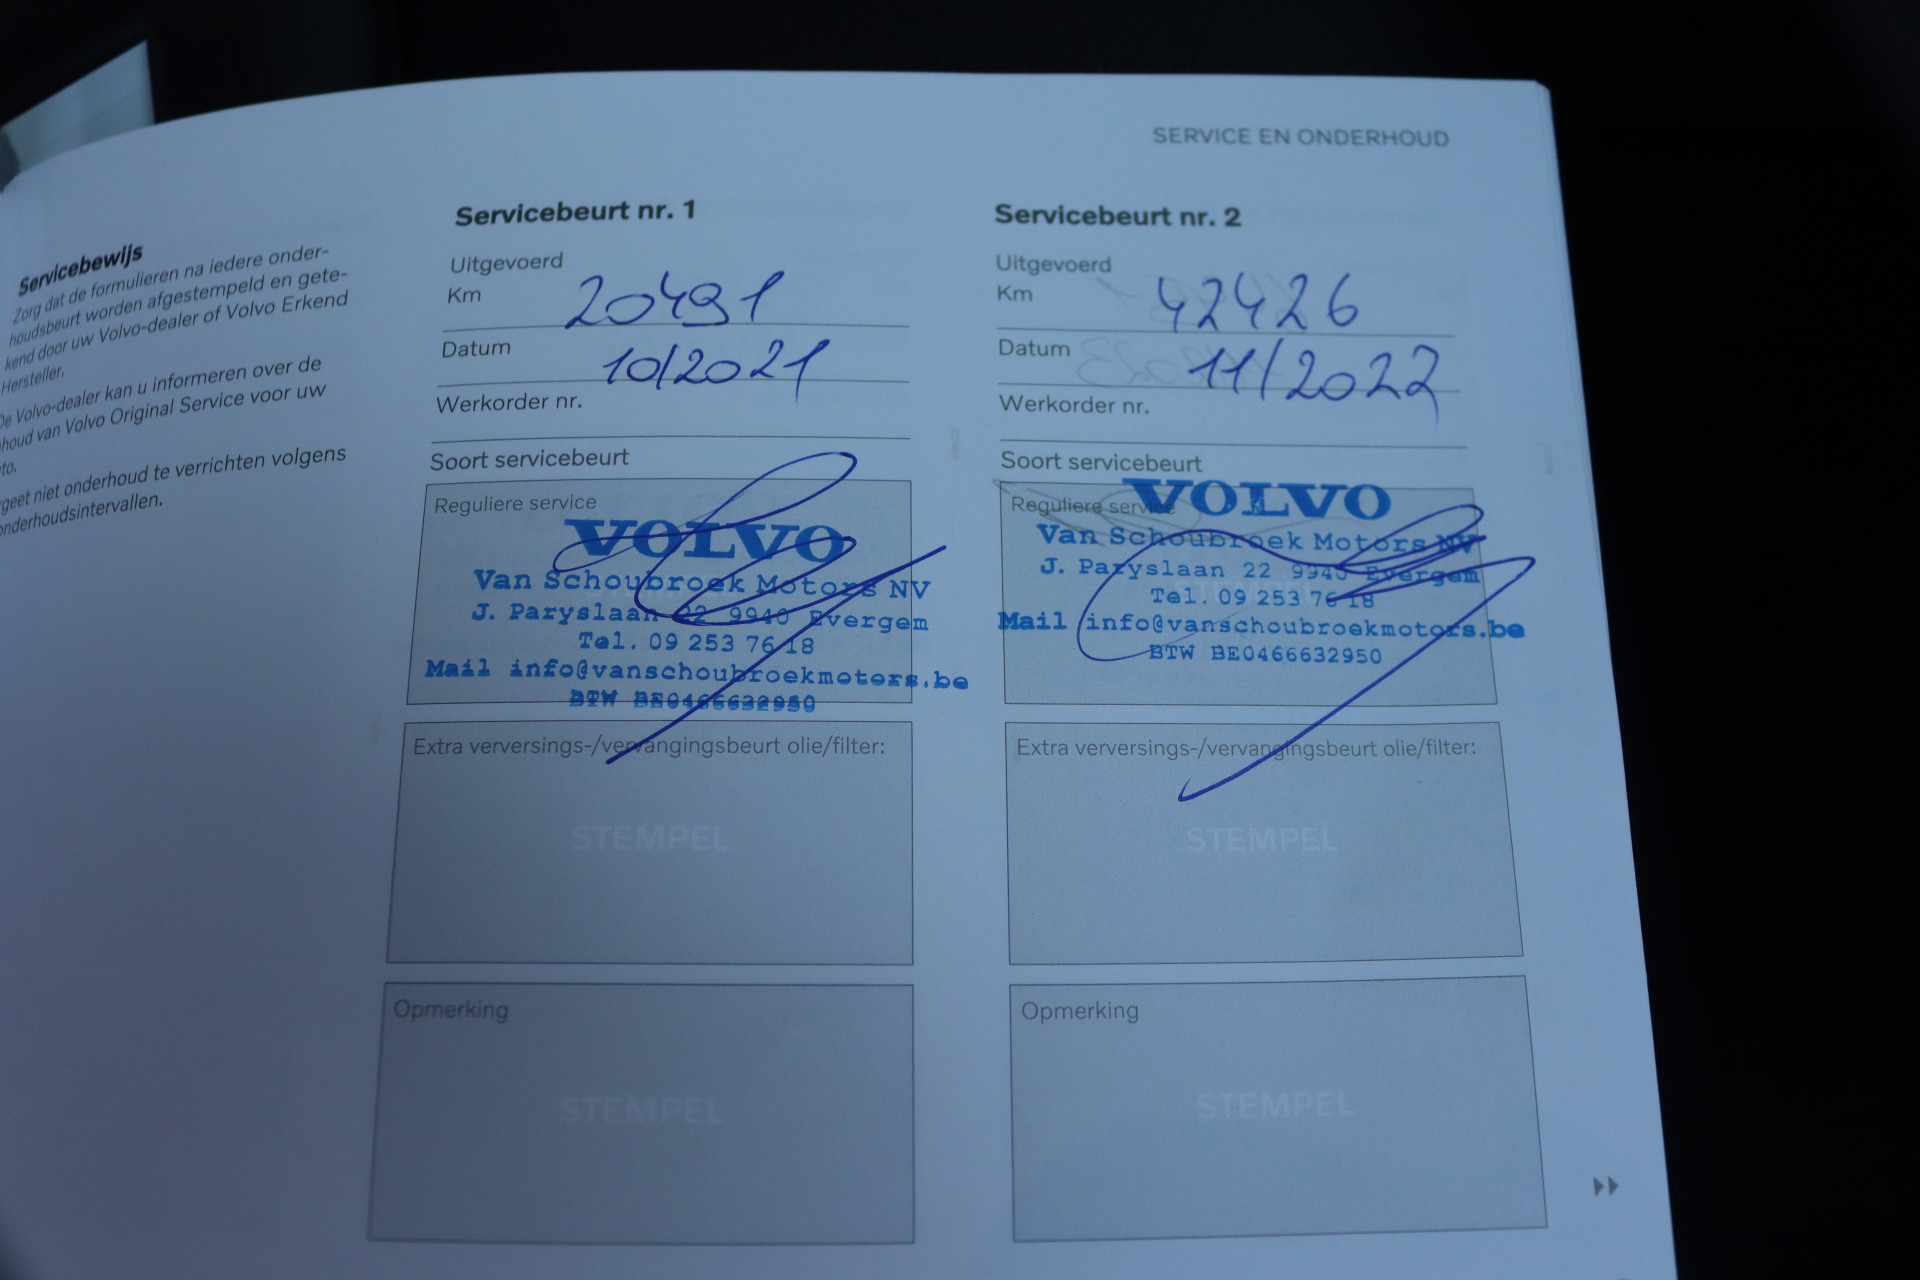 SERVICE EN ONDERHOUD
Servicebewijs
Zorg dat de formulieren na iedere onder-
houdsbeurt worden afgestempeld en gete-
kend door uw Volvo-dealer of Volvo Erkend
Hersteller.
De Volvo-dealer kan u informeren over de
houd van Volvo Original Service voor uw
to.
geet niet onderhoud te verrichten volgens
onderhoudsintervallen.
Servicebeurt nr. 1
Uitgevoerd
Km 20491
Datum 10/2021
Werkorder nr.
Soort servicebeurt
Reguliere service
VOLVO
Van Schoubroek Motors NV
J. Paryslaan 22 9940 Evergem
Tel. 09 253 76 18
Mail info@vanschoubroekmotors.be
BTW BE0466632950
Extra verversings-/vervangingsbeurt olie/filter:
STEMPEL
Opmerking
STEMPEL
Servicebeurt nr. 2
Uitgevoerd
Km 42426
Datum 11/2022
Werkorder nr.
Soort servicebeurt
Reguliere service
VOLVO
Van Schoubroek Motors NV
J. Paryslaan 22 9940 Evergem
Tel. 09 253 76 18
Mail info@vanschoubroekmotors.be
BTW BE0466632950
Extra verversings-/vervangingsbeurt olie/filter:
STEMPEL
Opmerking
STEMPEL